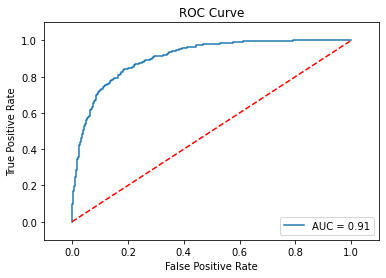 ROC Curve
True Positive Rate
1.0
0.8
0.6
0.4
0.2
0.0
AUC = 0.91
0.0 0.2 0.4 0.6 0.8 1.0
False Positive Rate